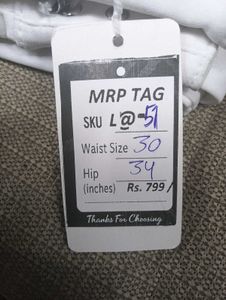 MRP TAG
SKU L@-51
Waist Size 30
Hip 34
(inches) Rs. 799/
Thanks For Choosing